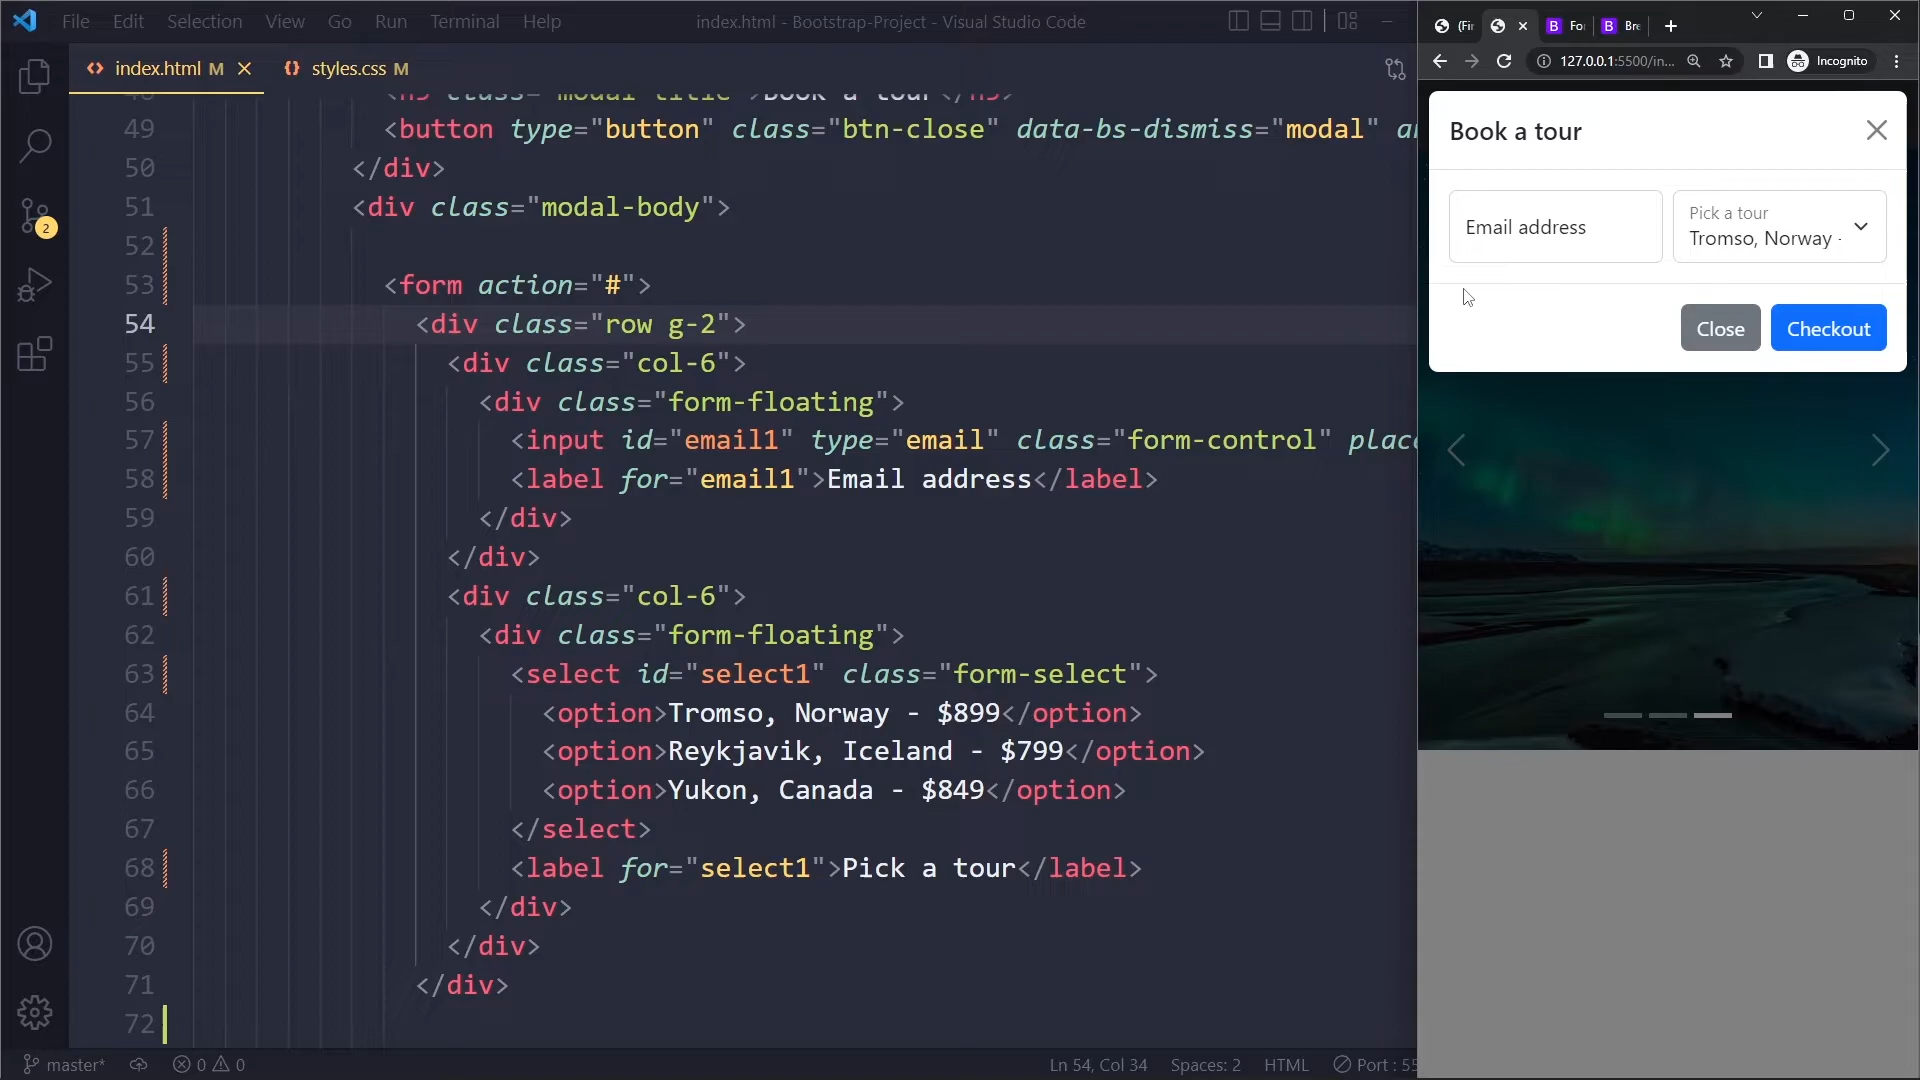 File Edit Selection View Go Run Terminal Help
index.html - Bootstrap-Project - Visual Studio Code
index.html M
styles.css M
49 <button type="button" class="btn-close" data-bs-dismiss="modal"
50 </div>
51 <div class="modal-body">
52
53 <form action="#">
54 <div class="row g-2">
55 <div class="col-6">
56 <div class="form-floating">
57 <input id="email1" type="email" class="form-control"
58 <label for="email1">Email address</label>
59 </div>
60 </div>
61 <div class="col-6">
62 <div class="form-floating">
63 <select id="select1" class="form-select">
64 <option>Tromso, Norway - $899</option>
65 <option>Reykjavik, Iceland - $799</option>
66 <option>Yukon, Canada - $849</option>
67 </select>
68 <label for="select1">Pick a tour</label>
69 </div>
70 </div>
71 </div>
72
2
master* 0 0
Ln 54, Col 34 Spaces: 2 HTML Port : 55
(Fir Fo Bre
127.0.0.1:5500/in... Incognito
Book a tour
Email address
Pick a tour
Tromso, Norway -
Close Checkout